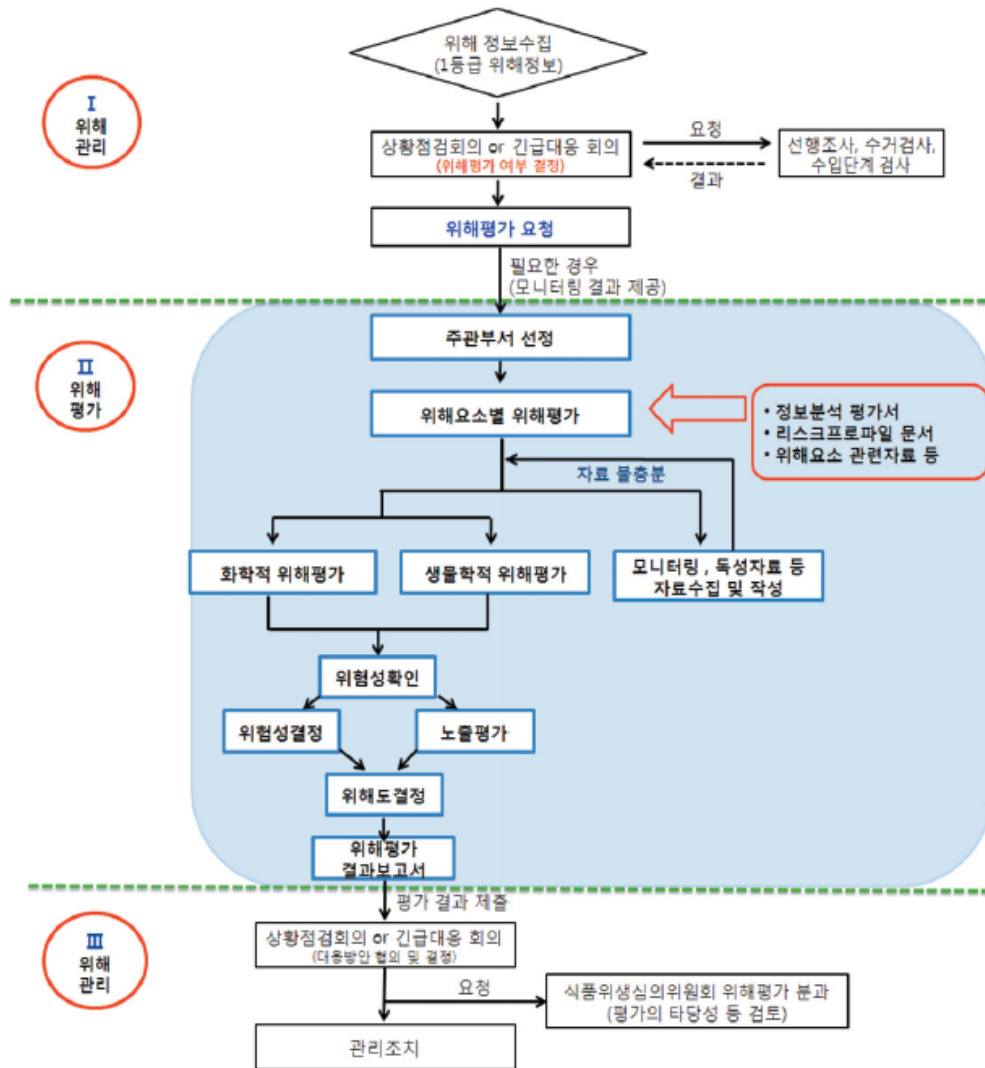 위해 정보수집
(1등급 위해정보)
I
위해
관리
상황점검회의 or 긴급대응 회의
(위해평가 여부 결정)
요청
결과
선행조사, 수거검사,
수입단계 검사
위해평가 요청
필요한 경우
(모니터링 결과 제공)
II
위해
평가
주관부서 선정
위해요소별 위해평가
• 정보분석 평가서
• 리스크프로파일 문서
• 위해요소 관련자료 등
자료 불충분
화학적 위해평가
생물학적 위해평가
모니터링 , 독성자료 등
자료수집 및 작성
위험성확인
위험성결정
노출평가
위해도결정
위해평가
결과보고서
평가 결과 제출
III
위해
관리
상황점검회의 or 긴급대응 회의
(대응방안 협의 및 결정)
요청
식품위생심의위원회 위해평가 분과
(평가의 타당성 등 검토)
관리조치